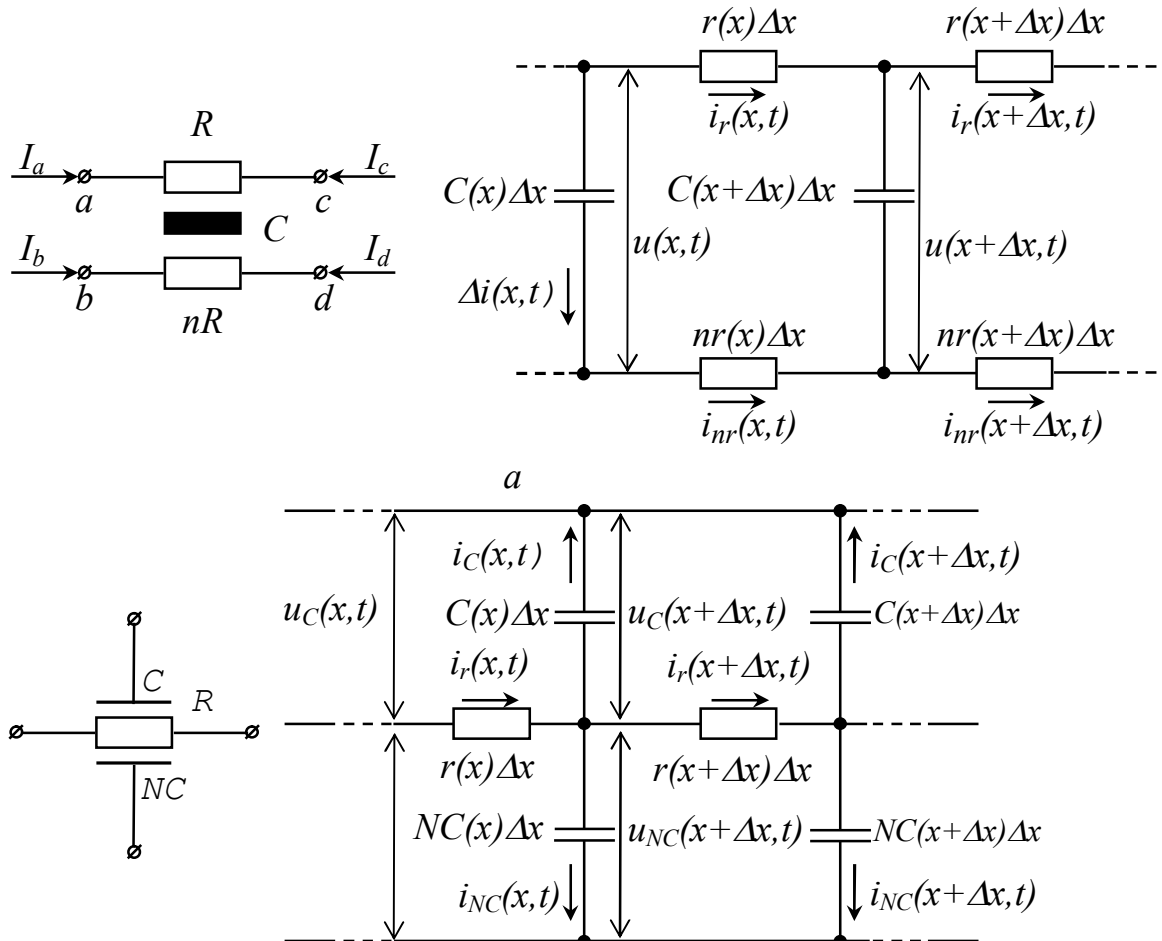 r(x)Δx r(x+Δx)Δx
i_r(x,t) i_r(x+Δx,t)
R
I_a I_c
a c
C
I_b I_d
b d
nR
C(x)Δx C(x+Δx)Δx
u(x,t) u(x+Δx,t)
Δi(x,t)
nr(x)Δx nr(x+Δx)Δx
i_nr(x,t) i_nr(x+Δx,t)
a
i_C(x,t) i_C(x+Δx,t)
u_C(x,t) C(x)Δx u_C(x+Δx,t) C(x+Δx)Δx
i_r(x,t) i_r(x+Δx,t)
C
R
NC
r(x)Δx r(x+Δx)Δx
NC(x)Δx u_NC(x+Δx,t) NC(x+Δx)Δx
i_NC(x,t) i_NC(x+Δx,t)